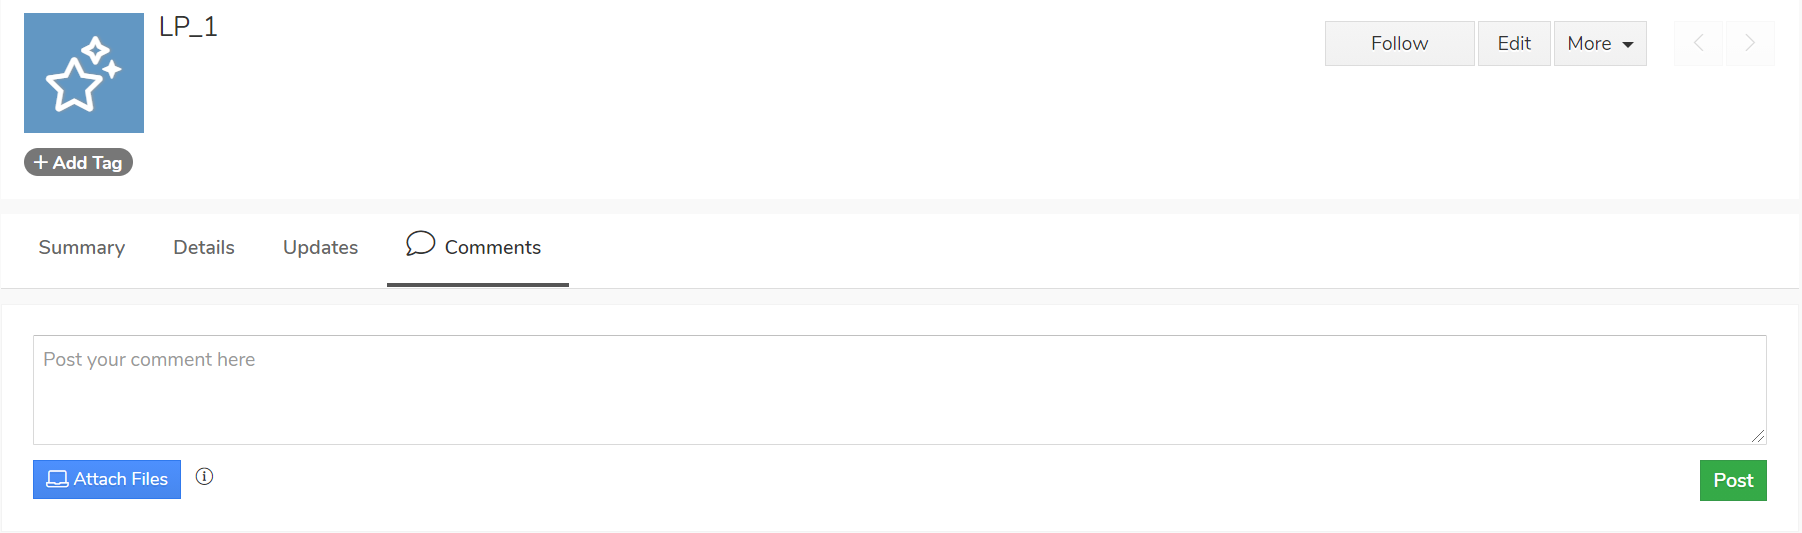 LP_1
Follow
Edit
More
Add Tag
Summary
Details
Updates
Comments
Post your comment here
Attach Files
Post